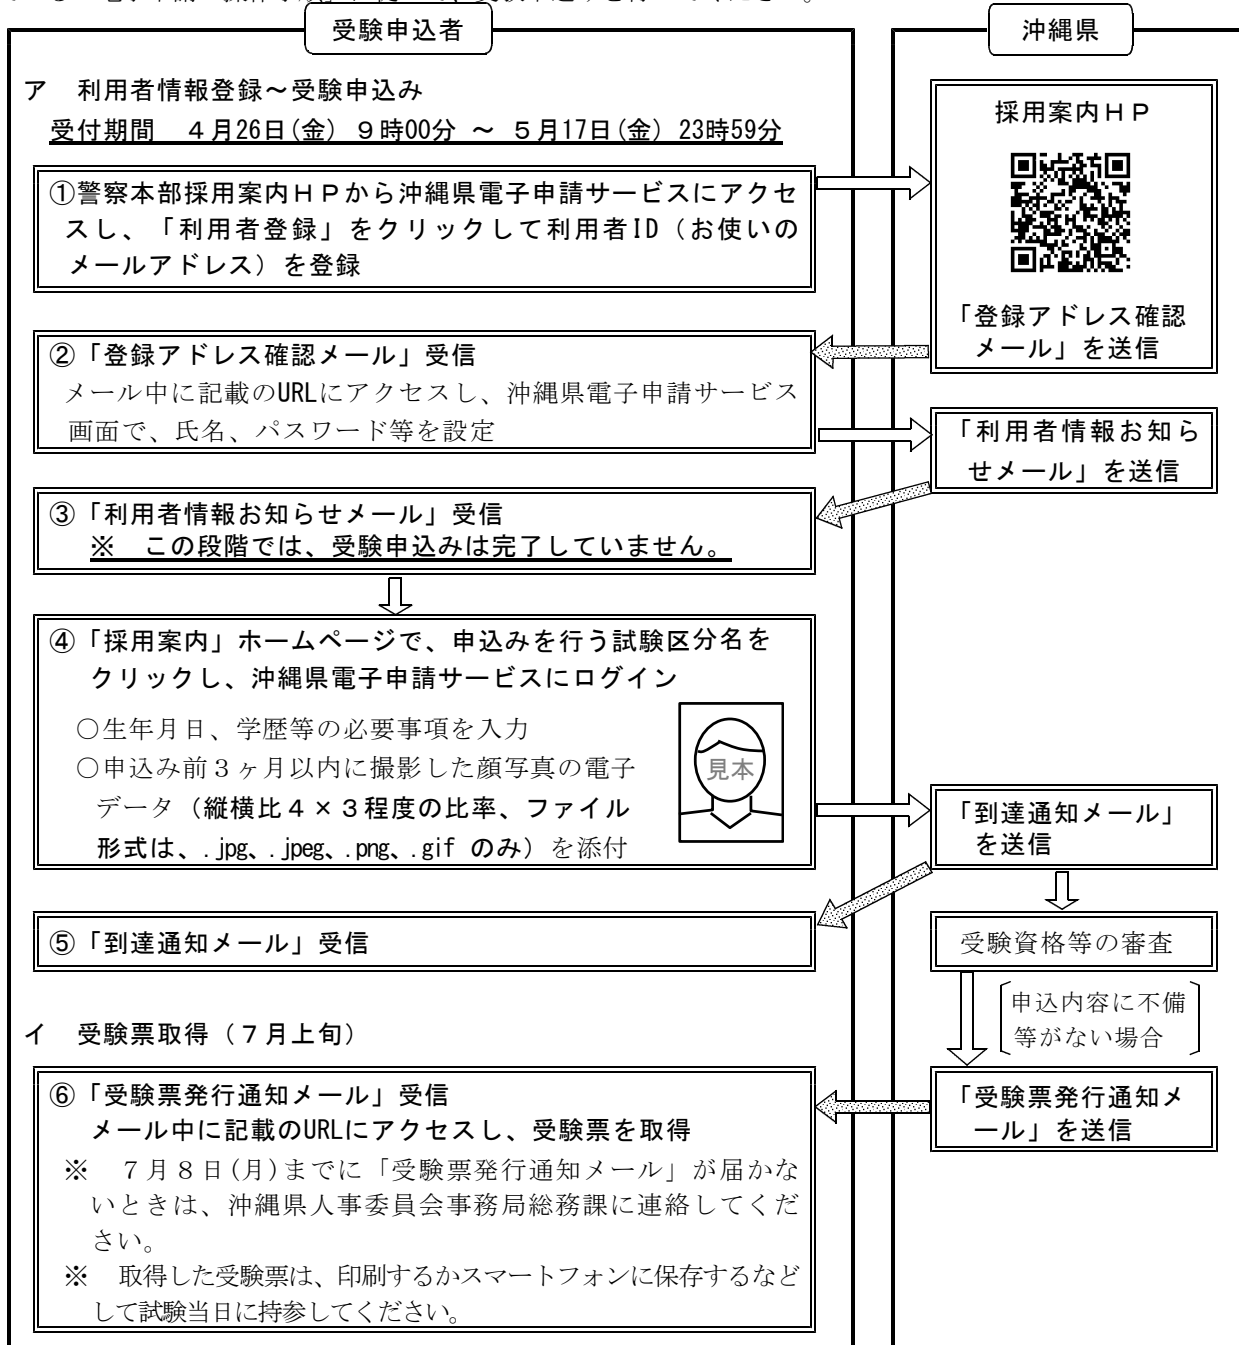 受験申込者
沖縄県
ア 利用者情報登録～受験申込み
受付期間 ４月26日(金) ９時00分 ～ ５月17日(金) 23時59分
①警察本部採用案内ＨＰから沖縄県電子申請サービスにアクセ
スし、「利用者登録」をクリックして利用者ID（お使いの
メールアドレス）を登録
採用案内ＨＰ
「登録アドレス確認
メール」を送信
②「登録アドレス確認メール」受信
メール中に記載のURLにアクセスし、沖縄県電子申請サービス
画面で、氏名、パスワード等を設定
「利用者情報お知ら
せメール」を送信
③「利用者情報お知らせメール」受信
※ この段階では、受験申込みは完了していません。
④「採用案内」ホームページで、申込みを行う試験区分名を
クリックし、沖縄県電子申請サービスにログイン
○生年月日、学歴等の必要事項を入力
○申込み前３ヶ月以内に撮影した顔写真の電子
データ（縦横比４×３程度の比率、ファイル
形式は、.jpg、.jpeg、.png、.gif のみ）を添付
見本
「到達通知メール」
を送信
⑤「到達通知メール」受信
受験資格等の審査
申込内容に不備
等がない場合
イ 受験票取得（７月上旬）
⑥「受験票発行通知メール」受信
メール中に記載のURLにアクセスし、受験票を取得
※ ７月８日(月)までに「受験票発行通知メール」が届かな
いときは、沖縄県人事委員会事務局総務課に連絡してくだ
さい。
※ 取得した受験票は、印刷するかスマートフォンに保存するなど
して試験当日に持参してください。
「受験票発行通知メ
ール」を送信